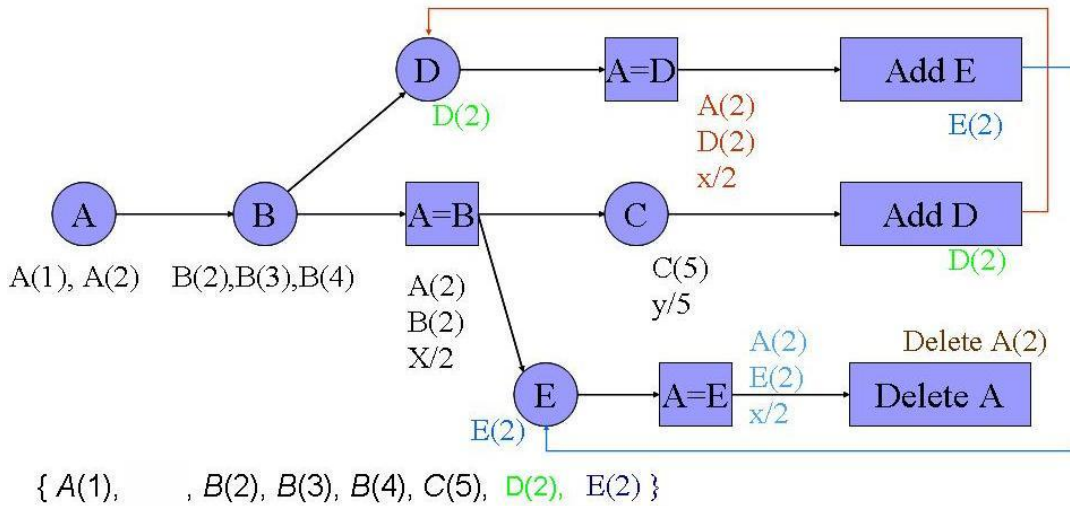 D
A=D
Add E
D(2)
A(2)
D(2)
x/2
E(2)
A
B
A=B
C
Add D
A(1), A(2)
B(2),B(3),B(4)
A(2)
B(2)
X/2
C(5)
y/5
D(2)
E
A=E
A(2)
E(2)
x/2
Delete A(2)
Delete A
E(2)
{ A(1), , B(2), B(3), B(4), C(5), D(2), E(2) }